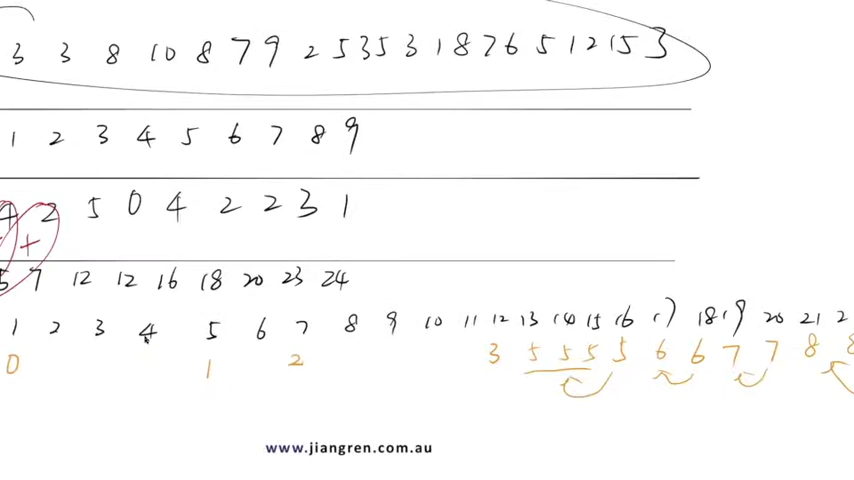 3 3 8 10 8 7 9 2 5 3 5 3 1 8 7 6 5 1 2 15 3
1 2 3 4 5 6 7 8 9
4 2 5 0 4 2 2 3 1
+
5 7 12 12 16 18 20 23 24
1 2 3 4 5 6 7 8 9 10 11 12 13 14 15 16 17 18 19 20 21 2
0 1 2 3 5 5 5 5 6 6 7 7 8 8
www.jiangren.com.au